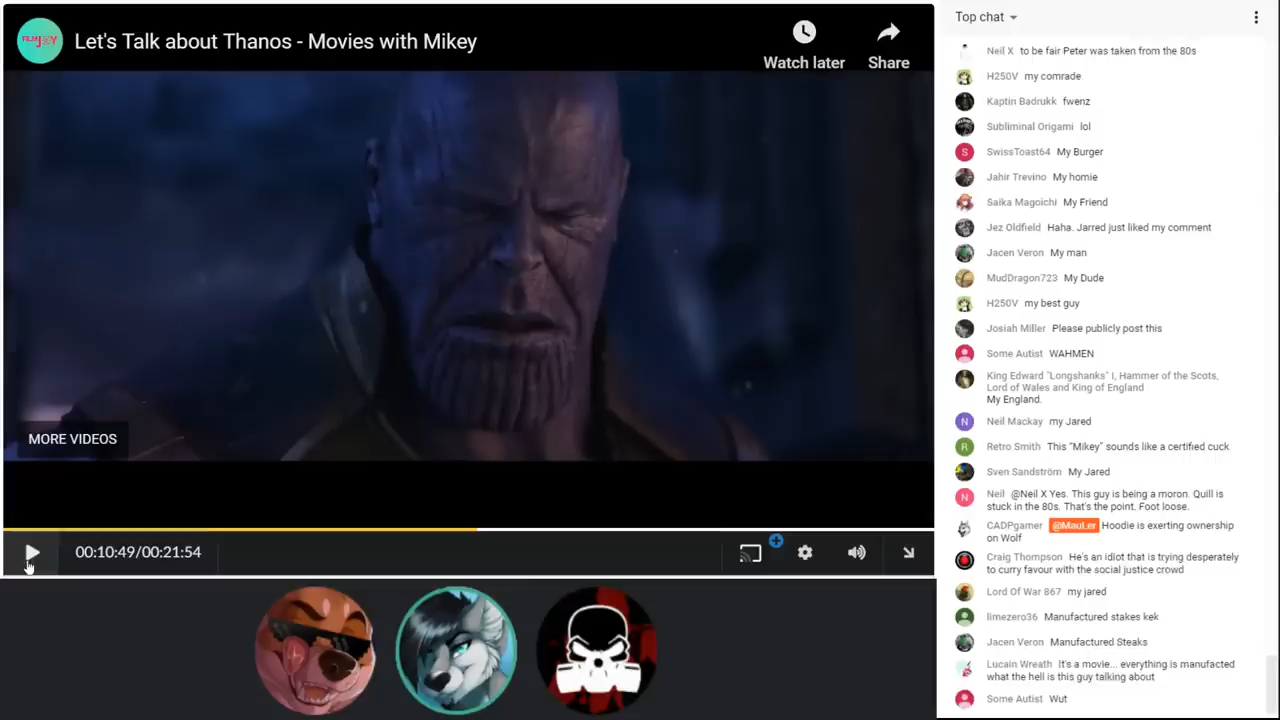 FILMJOY
Let's Talk about Thanos - Movies with Mikey
Watch later
Share
MORE VIDEOS
00:10:49/00:21:54
Top chat
Neil X to be fair Peter was taken from the 80s
H250V my comrade
Kaptin Badrukk fwenz
Subliminal Origami lol
S
SwissToast64 My Burger
Jahir Trevino My homie
Saika Magoichi My Friend
Jez Oldfield Haha. Jarred just liked my comment
Jacen Veron My man
MudDragon723 My Dude
H250V my best guy
Josiah Miller Please publicly post this
Some Autist WAHMEN
King Edward "Longshanks" I, Hammer of the Scots,
Lord of Wales and King of England
My England.
N
Neil Mackay my Jared
R
Retro Smith This "Mikey" sounds like a certified cuck
Sven Sandström My Jared
N
Neil @Neil X Yes. This guy is being a moron. Quill is
stuck in the 80s. That's the point. Foot loose.
CADPgamer @MauLer Hoodie is exerting ownership
on Wolf
Craig Thompson He's an idiot that is trying desperately
to curry favour with the social justice crowd
Lord Of War 867 my jared
limezero36 Manufactured stakes kek
Jacen Veron Manufactured Steaks
Lucain Wreath It's a movie... everything is manufacted
what the hell is this guy talking about
Some Autist Wut